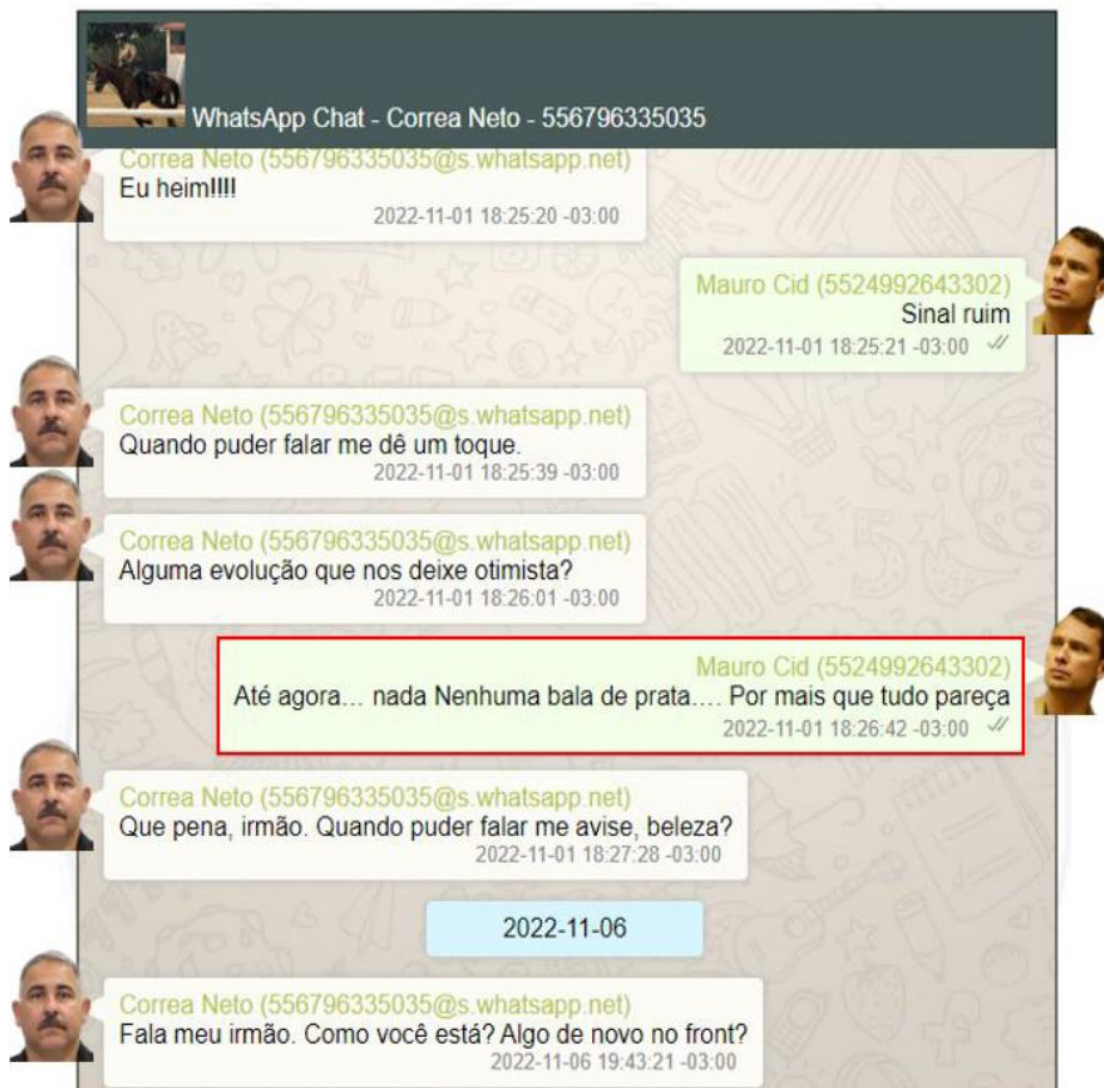 WhatsApp Chat - Correa Neto - 556796335035
Correa Neto (556796335035@s.whatsapp.net)
Eu heim!!!!
2022-11-01 18:25:20 -03:00
Mauro Cid (5524992643302)
Sinal ruim
2022-11-01 18:25:21 -03:00
Correa Neto (556796335035@s.whatsapp.net)
Quando puder falar me dê um toque.
2022-11-01 18:25:39 -03:00
Correa Neto (556796335035@s.whatsapp.net)
Alguma evolução que nos deixe otimista?
2022-11-01 18:26:01 -03:00
Mauro Cid (5524992643302)
Até agora... nada Nenhuma bala de prata.... Por mais que tudo pareça
2022-11-01 18:26:42 -03:00
Correa Neto (556796335035@s.whatsapp.net)
Que pena, irmão. Quando puder falar me avise, beleza?
2022-11-01 18:27:28 -03:00
2022-11-06
Correa Neto (556796335035@s.whatsapp.net)
Fala meu irmão. Como você está? Algo de novo no front?
2022-11-06 19:43:21 -03:00